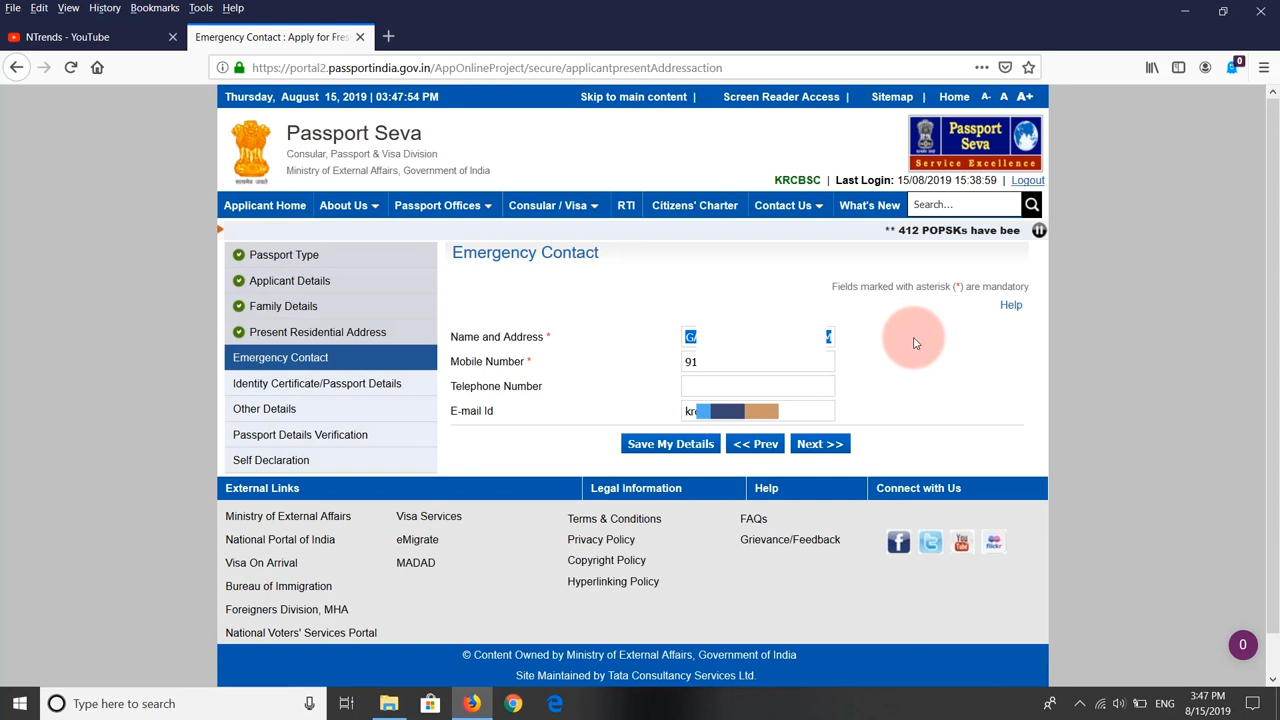 File Edit View History Bookmarks Tools Help
NTrends - YouTube
Emergency Contact : Apply for Fres
https://portal2.passportindia.gov.in/AppOnlineProject/secure/applicantpresentAddressaction
0
Thursday, August 15, 2019 | 03:47:54 PM
Skip to main content | Screen Reader Access | Sitemap | Home A- A A+
Passport Seva
Consular, Passport & Visa Division
Ministry of External Affairs, Government of India
Passport
Seva
Service Excellence
KRCBSC | Last Login: 15/08/2019 15:38:59 | Logout
Applicant Home About Us Passport Offices Consular / Visa RTI Citizens' Charter Contact Us What's New Search...
** 412 POPSKs have bee
Passport Type
Applicant Details
Family Details
Present Residential Address
Emergency Contact
Identity Certificate/Passport Details
Other Details
Passport Details Verification
Self Declaration
Emergency Contact
Fields marked with asterisk (*) are mandatory
Help
Name and Address *
Mobile Number * 91
Telephone Number
E-mail Id
Save My Details << Prev Next >>
External Links
Ministry of External Affairs Visa Services
National Portal of India eMigrate
Visa On Arrival MADAD
Bureau of Immigration
Foreigners Division, MHA
National Voters' Services Portal
Legal Information
Terms & Conditions
Privacy Policy
Copyright Policy
Hyperlinking Policy
Help
FAQs
Grievance/Feedback
Connect with Us
You
Tube
flickr
0
© Content Owned by Ministry of External Affairs, Government of India
Site Maintained by Tata Consultancy Services Ltd.
Type here to search
ENG
3:47 PM
8/15/2019